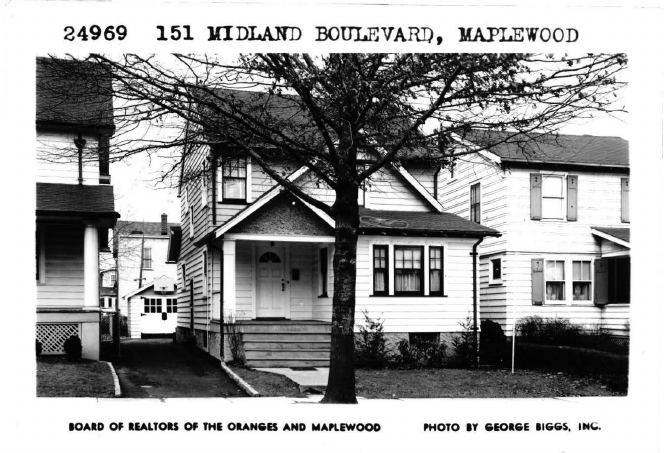 24969 151 MIDLAND BOULEVARD, MAPLEWOOD
BOARD OF REALTORS OF THE ORANGES AND MAPLEWOOD PHOTO BY GEORGE BIGGS, INC.